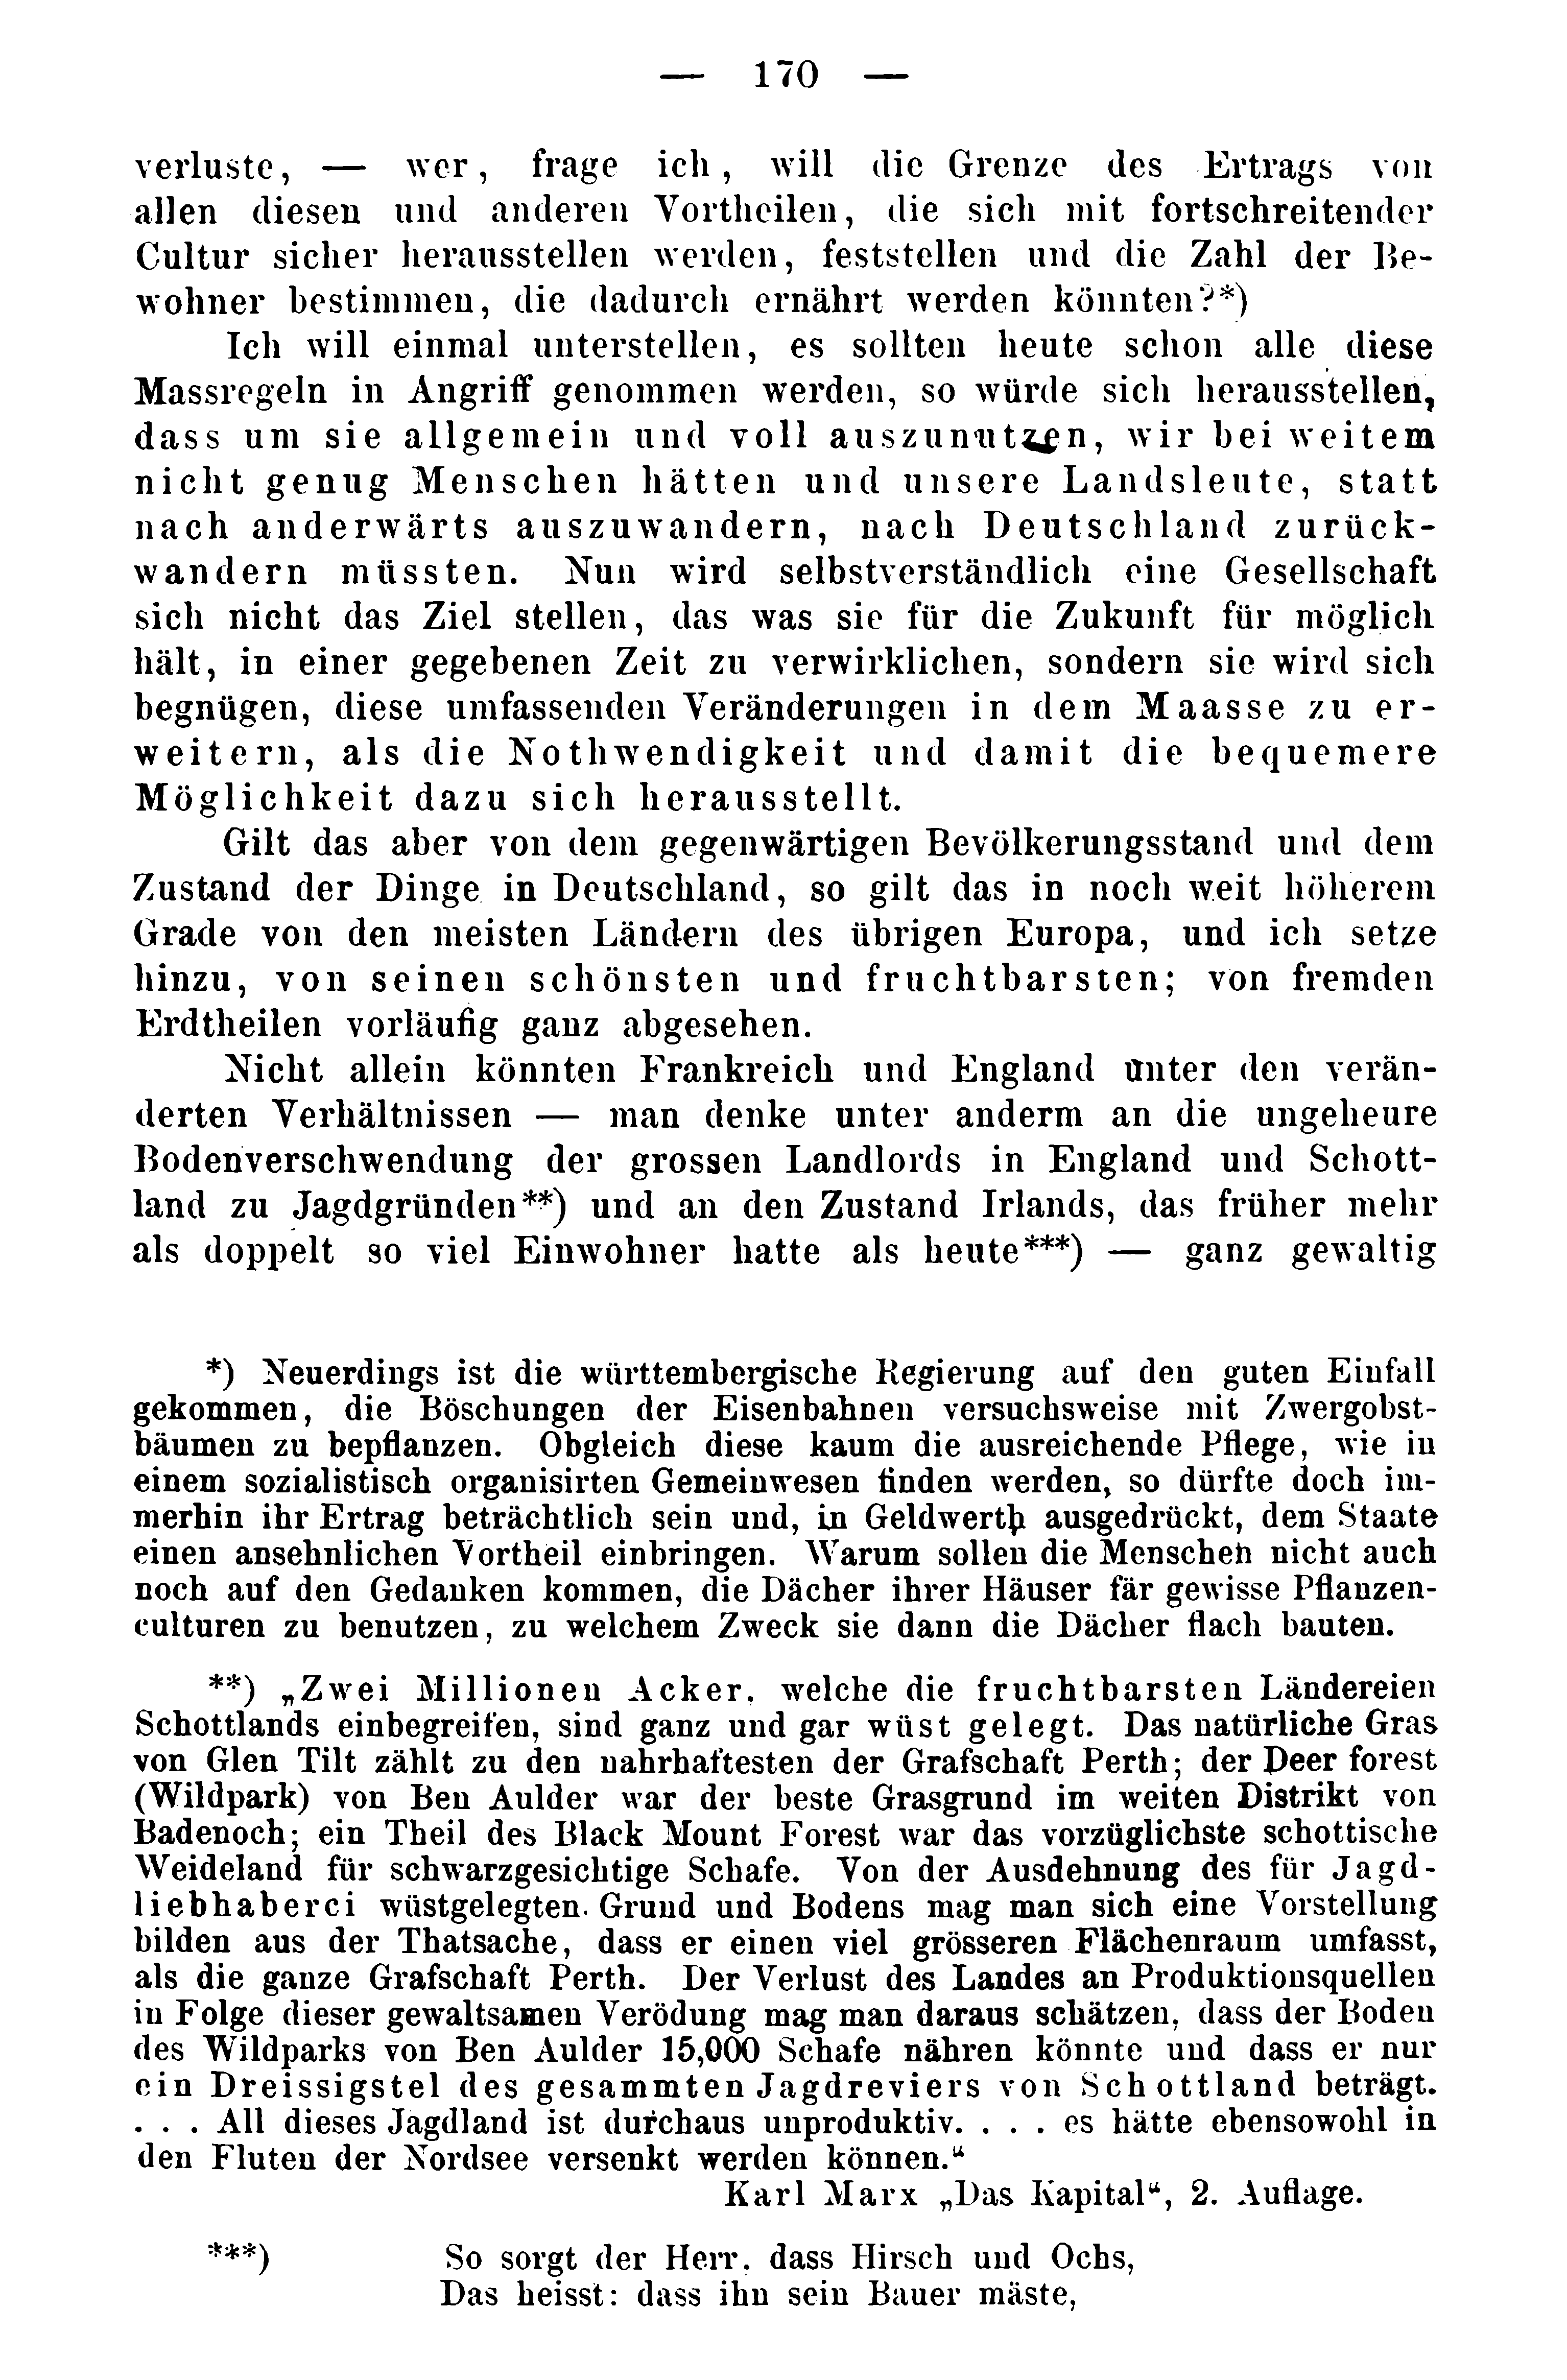 — 170 —
verluste, — wer, frage ich, will die Grenze des Ertrags von
allen diesen und anderen Vortheilen, die sich mit fortschreitender
Cultur sicher herausstellen werden, feststellen und die Zahl der Be-
wohner bestimmen, die dadurch ernährt werden könnten?*)
Ich will einmal unterstellen, es sollten heute schon alle diese
Massregeln in Angriff genommen werden, so würde sich herausstellen,
dass um sie allgemein und voll auszunutzen, wir bei weitem
nicht genug Menschen hätten und unsere Landsleute, statt
nach anderwärts auszuwandern, nach Deutschland zurück-
wandern müssten. Nun wird selbstverständlich eine Gesellschaft
sich nicht das Ziel stellen, das was sie für die Zukunft für möglich
hält, in einer gegebenen Zeit zu verwirklichen, sondern sie wird sich
begnügen, diese umfassenden Veränderungen in dem Maasse zu er-
weitern, als die Nothwendigkeit und damit die bequemere
Möglichkeit dazu sich herausstellt.
Gilt das aber von dem gegenwärtigen Bevölkerungsstand und dem
Zustand der Dinge in Deutschland, so gilt das in noch weit höherem
Grade von den meisten Ländern des übrigen Europa, und ich setze
hinzu, von seinen schönsten und fruchtbarsten; von fremden
Erdtheilen vorläufig ganz abgesehen.
Nicht allein könnten Frankreich und England unter den verän-
derten Verhältnissen — man denke unter anderm an die ungeheure
Bodenverschwendung der grossen Landlords in England und Schott-
land zu Jagdgründen**) und an den Zustand Irlands, das früher mehr
als doppelt so viel Einwohner hatte als heute***) — ganz gewaltig
*) Neuerdings ist die württembergische Regierung auf den guten Einfall
gekommen, die Böschungen der Eisenbahnen versuchsweise mit Zwergobst-
bäumen zu bepflanzen. Obgleich diese kaum die ausreichende Pflege, wie in
einem sozialistisch organisirten Gemeinwesen finden werden, so dürfte doch im-
merhin ihr Ertrag beträchtlich sein und, in Geldwerth ausgedrückt, dem Staate
einen ansehnlichen Vortheil einbringen. Warum sollen die Menschen nicht auch
noch auf den Gedanken kommen, die Dächer ihrer Häuser fär gewisse Pflanzen-
culturen zu benutzen, zu welchem Zweck sie dann die Dächer flach bauten.
**) „Zwei Millionen Acker, welche die fruchtbarsten Ländereien
Schottlands einbegreifen, sind ganz und gar wüst gelegt. Das natürliche Gras
von Glen Tilt zählt zu den nahrhaftesten der Grafschaft Perth; der Deer forest
(Wildpark) von Ben Aulder war der beste Grasgrund im weiten Distrikt von
Badenoch; ein Theil des Black Mount Forest war das vorzüglichste schottische
Weideland für schwarzgesichtige Schafe. Von der Ausdehnung des für Jagd-
liebhaberei wüstgelegten Grund und Bodens mag man sich eine Vorstellung
bilden aus der Thatsache, dass er einen viel grösseren Flächenraum umfasst,
als die ganze Grafschaft Perth. Der Verlust des Landes an Produktionsquellen
in Folge dieser gewaltsamen Verödung mag man daraus schätzen, dass der Boden
des Wildparks von Ben Aulder 15,000 Schafe nähren könnte und dass er nur
ein Dreissigstel des gesammten Jagdreviers von Schottland beträgt.
. . . All dieses Jagdland ist durchaus unproduktiv. . . . es hätte ebensowohl in
den Fluten der Nordsee versenkt werden können.“
Karl Marx „Das Kapital“, 2. Auflage.
***) So sorgt der Herr, dass Hirsch und Ochs,
Das heisst: dass ihn sein Bauer mäste,